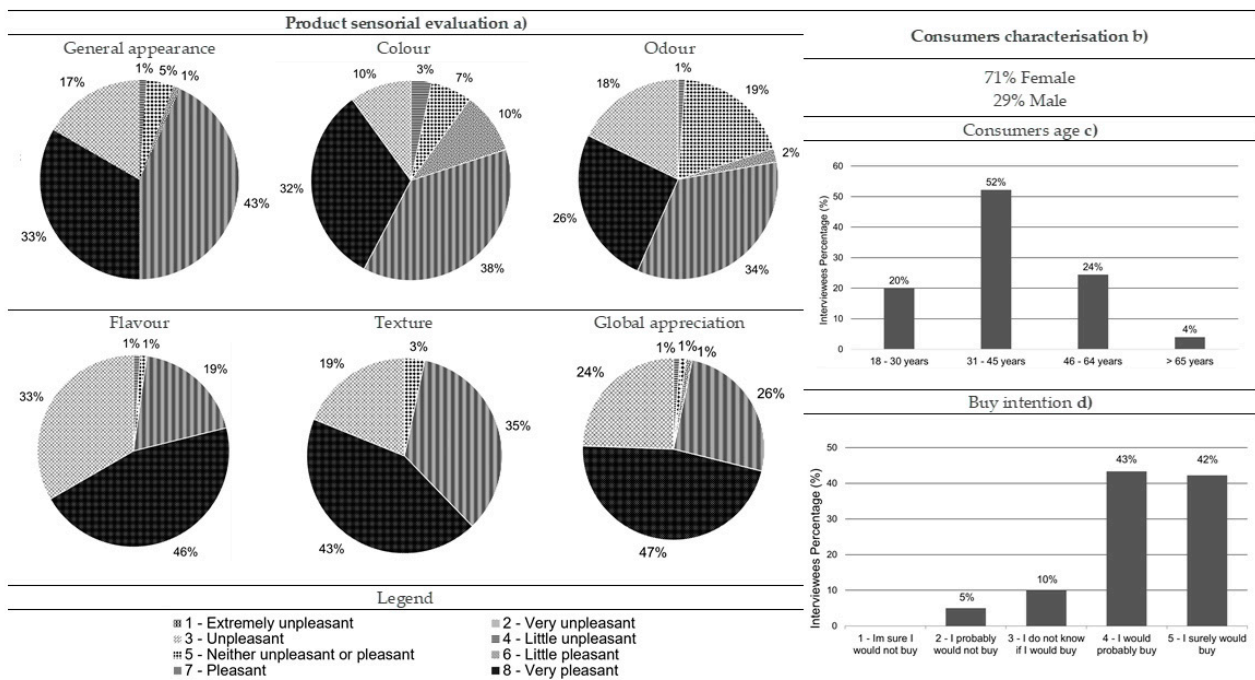 Product sensorial evaluation a)
General appearance
1%
5%
1%
17%
43%
33%
Colour
3%
10%
7%
10%
32%
38%
Odour
1%
18%
19%
2%
26%
34%
Flavour
1%
1%
19%
33%
46%
Texture
3%
19%
35%
43%
Global appreciation
1%
1%
1%
24%
26%
47%
Legend
1 - Extremely unpleasant
2 - Very unpleasant
3 - Unpleasant
4 - Little unpleasant
5 - Neither unpleasant or pleasant
6 - Little pleasant
7 - Pleasant
8 - Very pleasant
Consumers characterisation b)
71% Female
29% Male
Consumers age c)
Interviewees Percentage (%)
60
50
40
30
20
10
0
20%
52%
24%
4%
18 - 30 years
31 - 45 years
46 - 64 years
> 65 years
Buy intention d)
Interviewees Percentage (%)
50
40
30
20
10
0
5%
10%
43%
42%
1 - Im sure I
would not buy
2 - I probably
would not buy
3 - I do not know
if I would buy
4 - I would
probably buy
5 - I surely would
buy